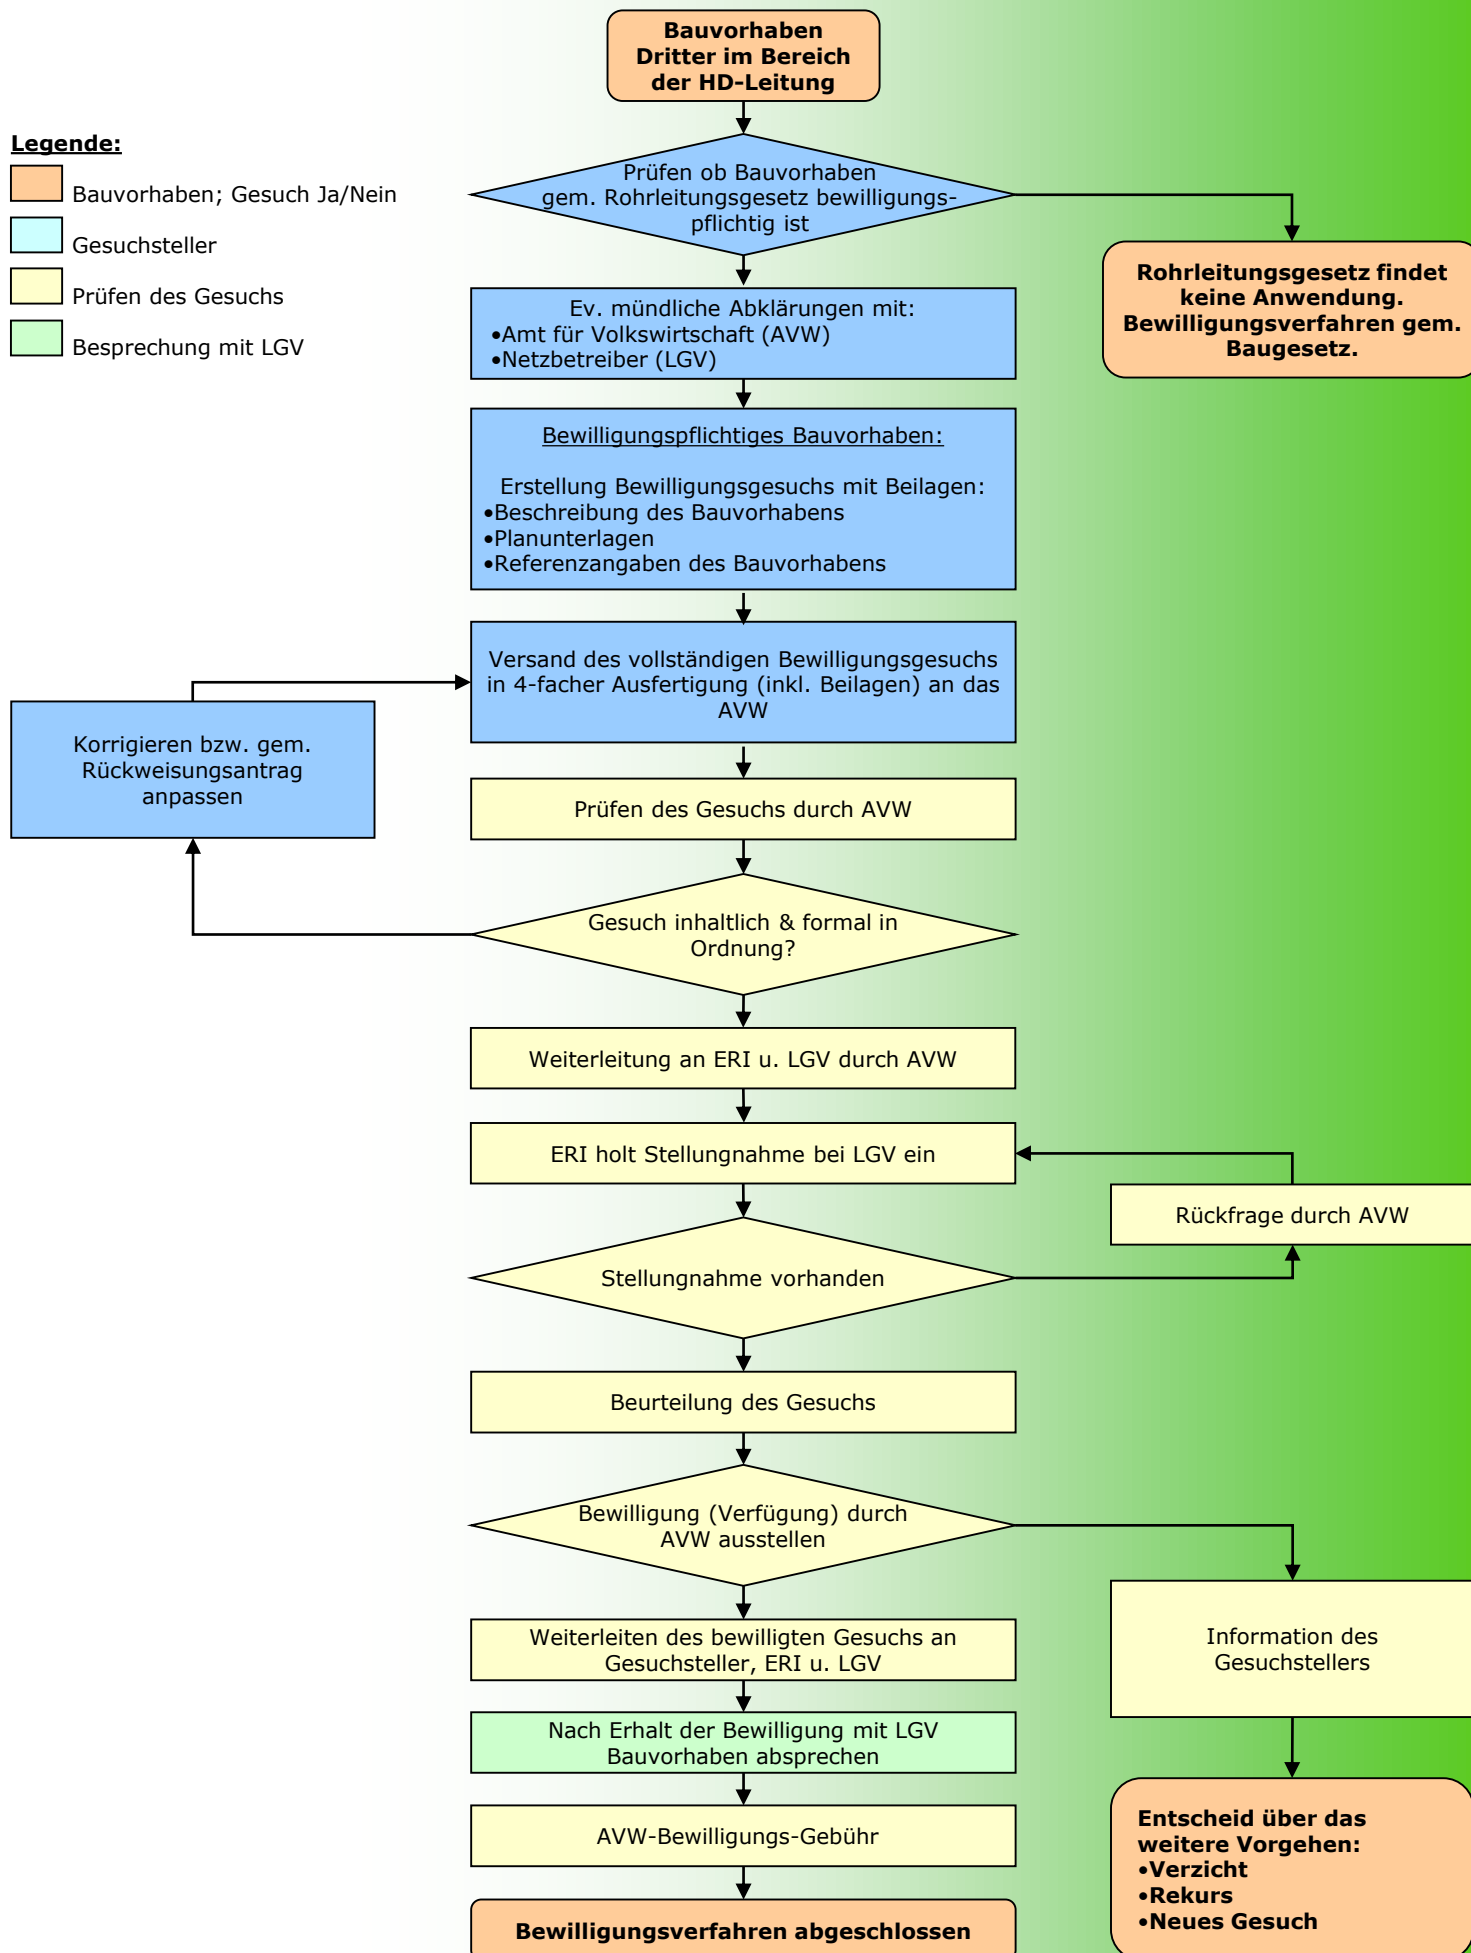 Bauvorhaben
Dritter im Bereich
der HD-Leitung
Legende:
Bauvorhaben; Gesuch Ja/Nein
Gesuchsteller
Prüfen des Gesuchs
Besprechung mit LGV
Prüfen ob Bauvorhaben
gem. Rohrleitungsgesetz bewilligungs-
pflichtig ist
Rohrleitungsgesetz findet
keine Anwendung.
Bewilligungsverfahren gem.
Baugesetz.
Ev. mündliche Abklärungen mit:
•Amt für Volkswirtschaft (AVW)
•Netzbetreiber (LGV)
Bewilligungspflichtiges Bauvorhaben:
Erstellung Bewilligungsgesuchs mit Beilagen:
•Beschreibung des Bauvorhabens
•Planunterlagen
•Referenzangaben des Bauvorhabens
Versand des vollständigen Bewilligungsgesuchs
in 4-facher Ausfertigung (inkl. Beilagen) an das
AVW
Korrigieren bzw. gem.
Rückweisungsantrag
anpassen
Prüfen des Gesuchs durch AVW
Gesuch inhaltlich & formal in
Ordnung?
Weiterleitung an ERI u. LGV durch AVW
ERI holt Stellungnahme bei LGV ein
Rückfrage durch AVW
Stellungnahme vorhanden
Beurteilung des Gesuchs
Bewilligung (Verfügung) durch
AVW ausstellen
Weiterleiten des bewilligten Gesuchs an
Gesuchsteller, ERI u. LGV
Information des
Gesuchstellers
Nach Erhalt der Bewilligung mit LGV
Bauvorhaben absprechen
AVW-Bewilligungs-Gebühr
Entscheid über das
weitere Vorgehen:
•Verzicht
•Rekurs
•Neues Gesuch
Bewilligungsverfahren abgeschlossen